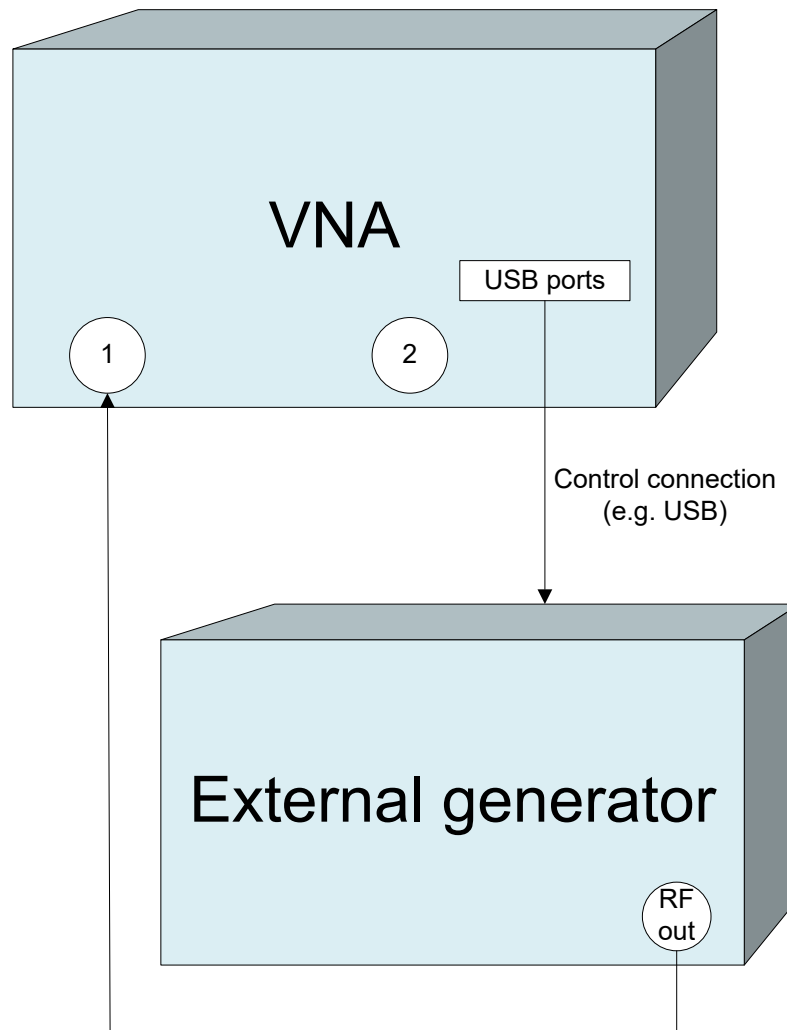 VNA
USB ports
1
2
Control connection
(e.g. USB)
External generator
RF
out